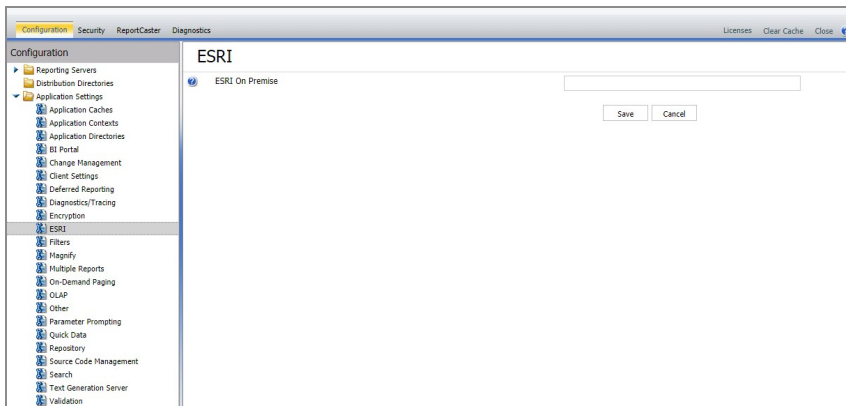 Configuration Security ReportCaster Diagnostics Licenses Clear Cache Close
Configuration
Reporting Servers
Distribution Directories
Application Settings
Application Caches
Application Contexts
Application Directories
BI Portal
Change Management
Client Settings
Deferred Reporting
Diagnostics/Tracing
Encryption
ESRI
Filters
Magnify
Multiple Reports
On-Demand Paging
OLAP
Other
Parameter Prompting
Quick Data
Repository
Source Code Management
Search
Text Generation Server
Validation
ESRI
ESRI On Premise
Save Cancel